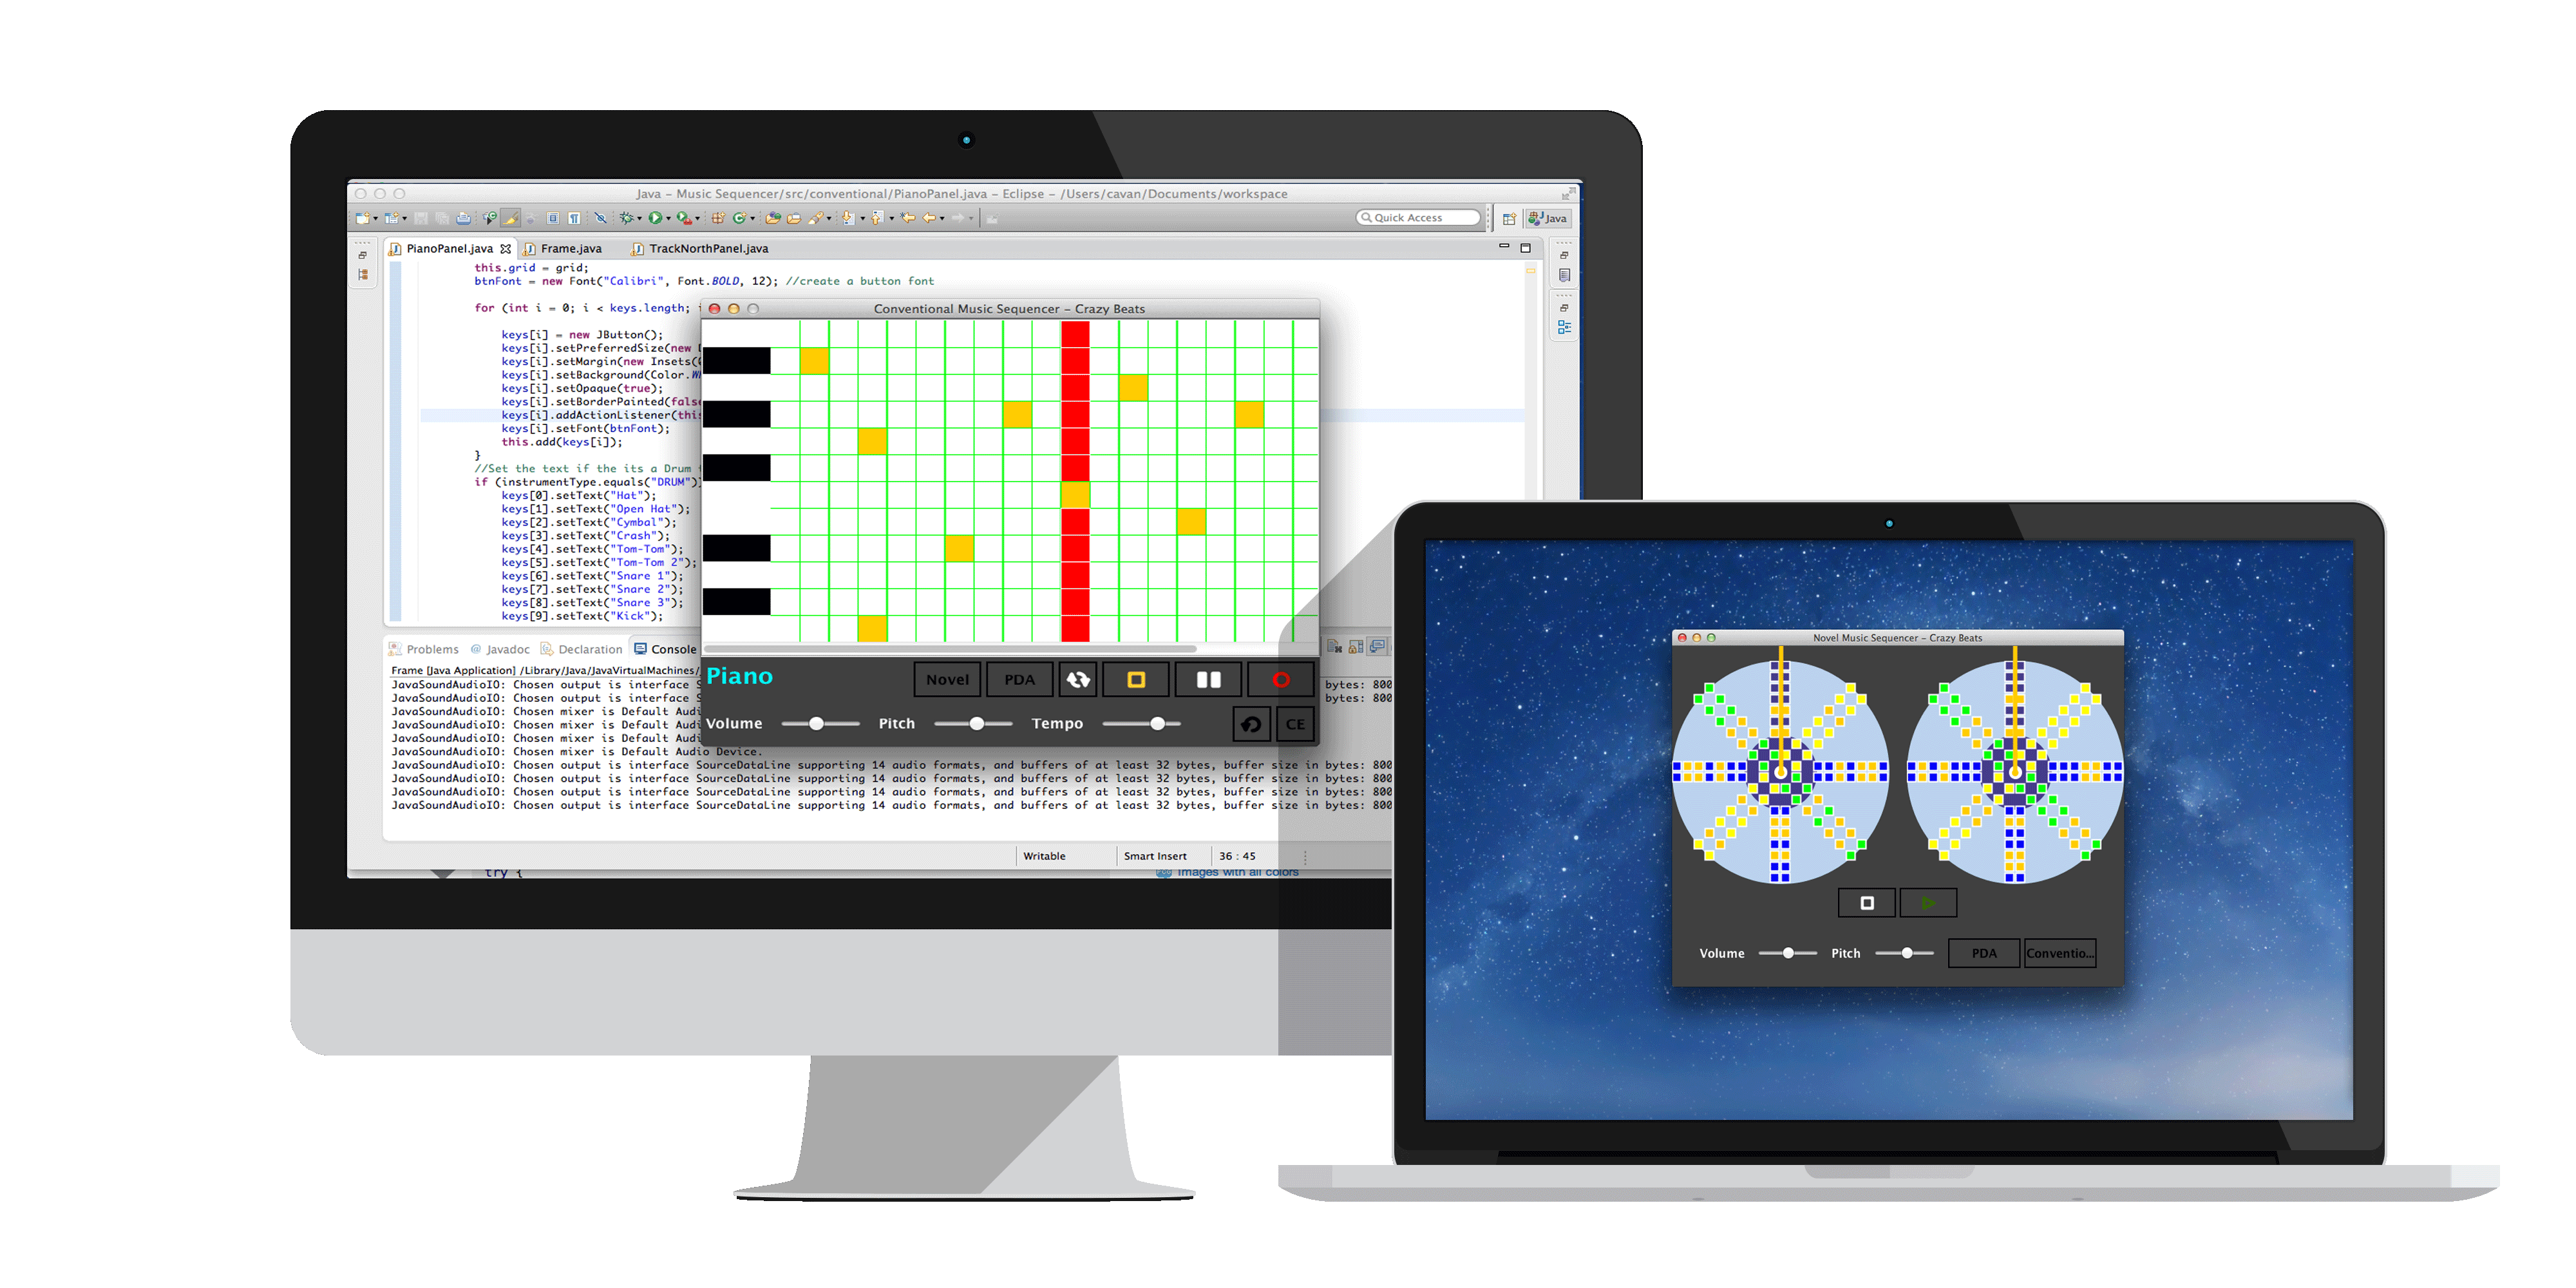 Java – Music Sequencer/src/conventional/PianoPanel.java – Eclipse – /Users/cavan/Documents/workspace
Quick Access
Java
PianoPanel.java
Frame.java
TrackNorthPanel.java
this.grid = grid;
btnFont = new Font("Calibri", Font.BOLD, 12); //create a button font
for (int i = 0; i < keys.length;
keys[i] = new JButton();
keys[i].setPreferredSize(new
keys[i].setMargin(new Insets(
keys[i].setBackground(Color.
keys[i].setOpaque(true);
keys[i].setBorderPainted(fals
keys[i].addActionListener(thi
keys[i].setFont(btnFont);
this.add(keys[i]);
}
//Set the text if the its a Drum
if (instrumentType.equals("DRUM")
keys[0].setText("Hat");
keys[1].setText("Open Hat");
keys[2].setText("Cymbal");
keys[3].setText("Crash");
keys[4].setText("Tom-Tom");
keys[5].setText("Tom-Tom 2");
keys[6].setText("Snare 1");
keys[7].setText("Snare 2");
keys[8].setText("Snare 3");
keys[9].setText("Kick");
Conventional Music Sequencer – Crazy Beats
Piano
Novel
PDA
Volume
Pitch
Tempo
CE
Problems
@ Javadoc
Declaration
Console
Frame [Java Application] /Library/Java/JavaVirtualMachines/
JavaSoundAudioIO: Chosen output is interface S bytes: 800
JavaSoundAudioIO: Chosen output is interface S bytes: 800
JavaSoundAudioIO: Chosen mixer is Default Aud
JavaSoundAudioIO: Chosen mixer is Default Aud
JavaSoundAudioIO: Chosen mixer is Default Aud
JavaSoundAudioIO: Chosen mixer is Default Audio Device.
JavaSoundAudioIO: Chosen output is interface SourceDataLine supporting 14 audio formats, and buffers of at least 32 bytes, buffer size in bytes: 800
JavaSoundAudioIO: Chosen output is interface SourceDataLine supporting 14 audio formats, and buffers of at least 32 bytes, buffer size in bytes: 800
JavaSoundAudioIO: Chosen output is interface SourceDataLine supporting 14 audio formats, and buffers of at least 32 bytes, buffer size in bytes: 800
JavaSoundAudioIO: Chosen output is interface SourceDataLine supporting 14 audio formats, and buffers of at least 32 bytes, buffer size in bytes: 800
Writable
Smart Insert
36 : 45
try {
Images with all colors
Novel Music Sequencer – Crazy Beats
Volume
Pitch
PDA
Conventio...